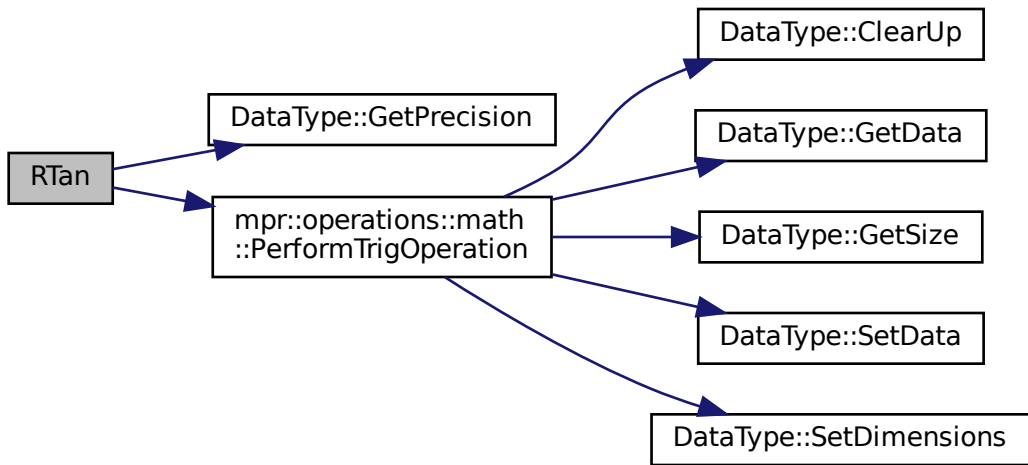 RTan
DataType::GetPrecision
mpr::operations::math
::PerformTrigOperation
DataType::ClearUp
DataType::GetData
DataType::GetSize
DataType::SetData
DataType::SetDimensions